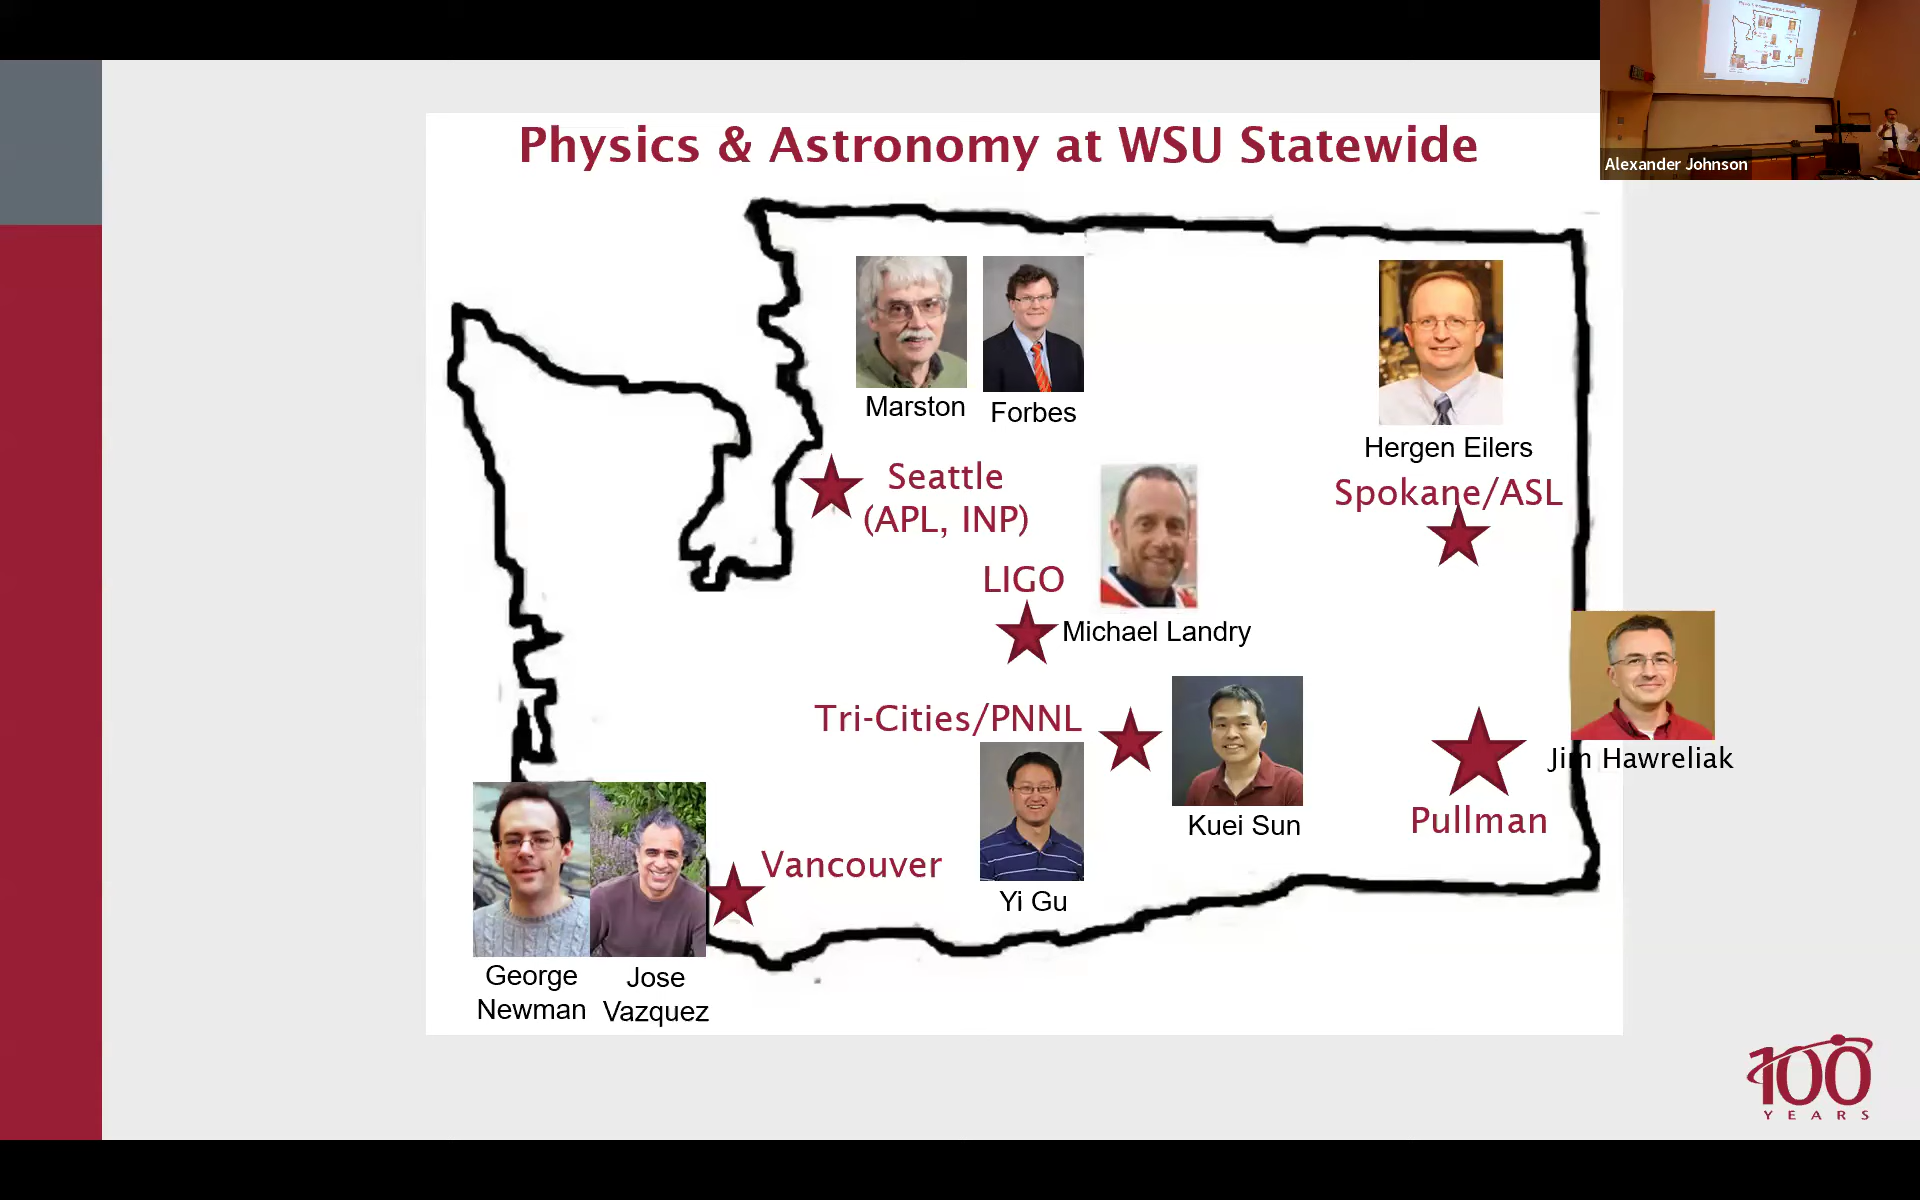 Physics & Astronomy at WSU Statewide
Alexander Johnson
Marston
Forbes
Hergen Eilers
Seattle
(APL, INP)
Spokane/ASL
LIGO
Michael Landry
Tri-Cities/PNNL
Kuei Sun
Jim Hawreliak
Pullman
Vancouver
Yi Gu
George
Newman
Jose
Vazquez
100
YEARS